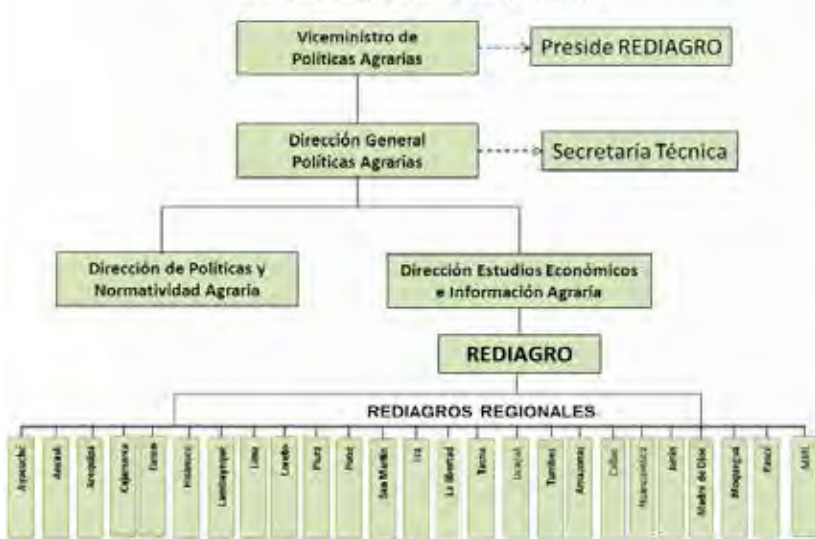 Viceministro de
Políticas Agrarias
Preside REDIAGRO
Dirección General
Políticas Agrarias
Secretaría Técnica
Dirección de Políticas y
Normatividad Agraria
Dirección Estudios Económicos
e Información Agraria
REDIAGRO
REDIAGROS REGIONALES
Ayacucho
Ancash
Arequipa
Cajamarca
Huánuco
Lambayeque
Lima
Loreto
Piura
Puno
San Martín
Ica
La libertad
Tacna
Ucayali
Tumbes
Amazonas
Callao
Huancavelica
Junín
Madre de Dios
Moquegua
Pasco